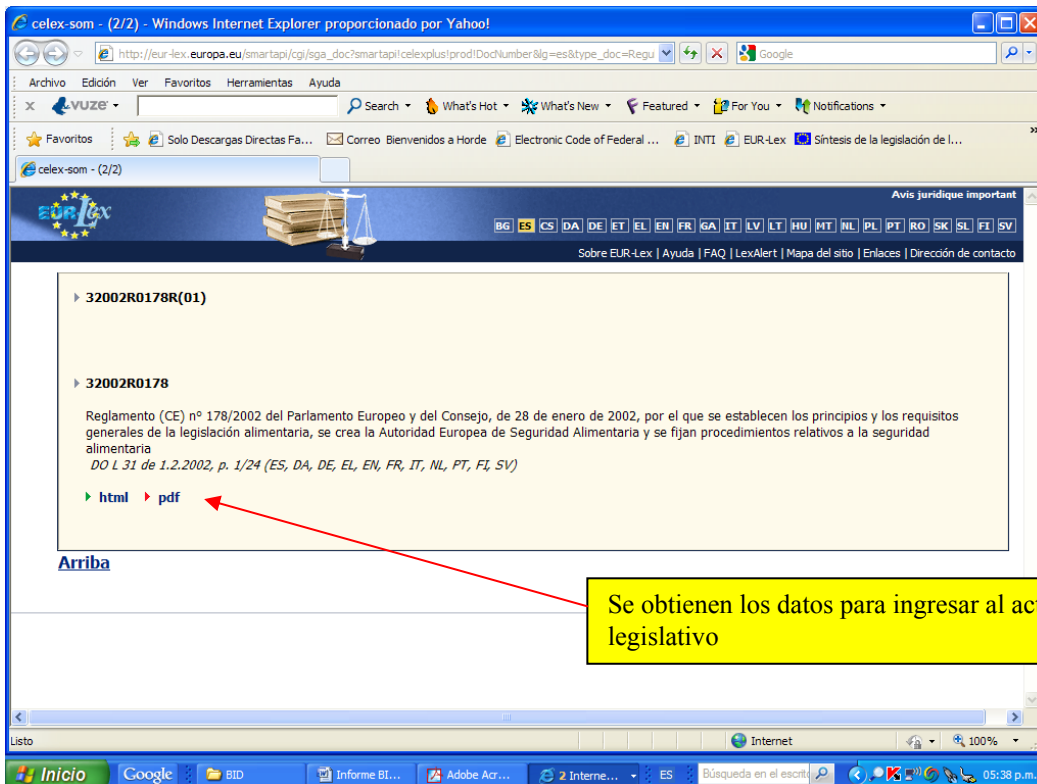 celex-som - (2/2) - Windows Internet Explorer proporcionado por Yahoo!
http://eur-lex.europa.eu/smartapi/cgi/sga_doc?smartapi!celexplus!prod!DocNumber&lg=es&type_doc=Regu
Google
Archivo Edición Ver Favoritos Herramientas Ayuda
x vuze Search What's Hot What's New Featured For You Notifications
Favoritos Solo Descargas Directas Fa... Correo Bienvenidos a Horde Electronic Code of Federal ... INTI EUR-Lex Síntesis de la legislación de l... »
celex-som - (2/2)
Avis juridique important
EUR lex
BG ES CS DA DE ET EL EN FR GA IT LV LT HU MT NL PL PT RO SK SL FI SV
Sobre EUR-Lex | Ayuda | FAQ | LexAlert | Mapa del sitio | Enlaces | Dirección de contacto
32002R0178R(01)
32002R0178
Reglamento (CE) nº 178/2002 del Parlamento Europeo y del Consejo, de 28 de enero de 2002, por el que se establecen los principios y los requisitos
generales de la legislación alimentaria, se crea la Autoridad Europea de Seguridad Alimentaria y se fijan procedimientos relativos a la seguridad
alimentaria
DO L 31 de 1.2.2002, p. 1/24 (ES, DA, DE, EL, EN, FR, IT, NL, PT, FI, SV)
html pdf
Arriba
Se obtienen los datos para ingresar al ac
legislativo
Listo Internet 100%
Inicio Google BID Informe BI... Adobe Acr... 2 Interne... ES Búsqueda en el escrito 05:38 p.m.